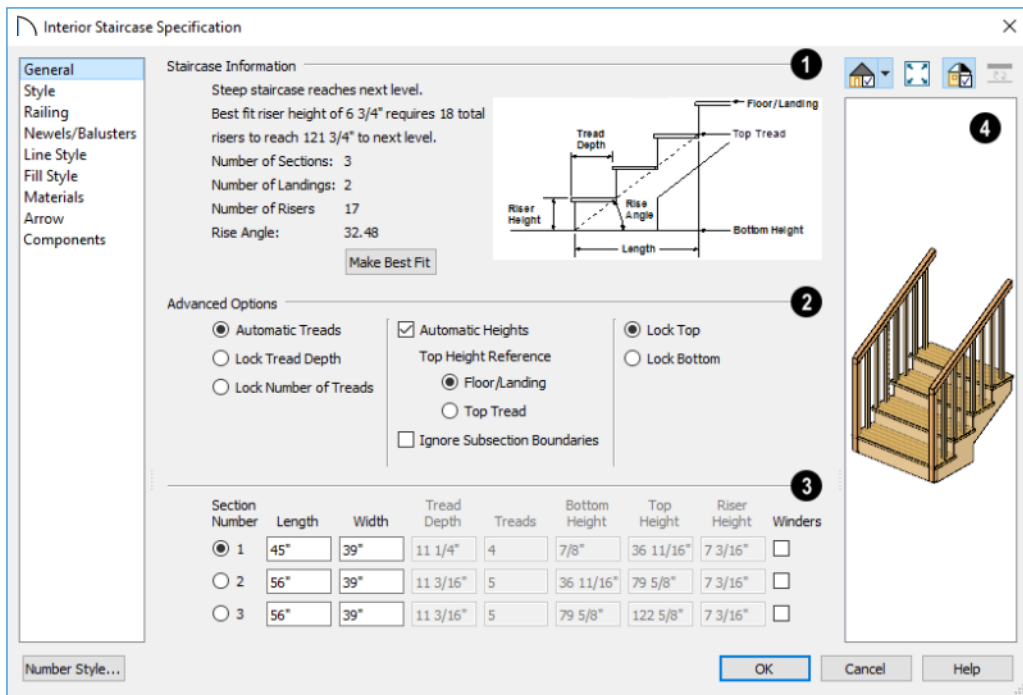 Interior Staircase Specification
General
Style
Railing
Newels/Balusters
Line Style
Fill Style
Materials
Arrow
Components
Staircase Information
1
Steep staircase reaches next level.
Best fit riser height of 6 3/4" requires 18 total
risers to reach 121 3/4" to next level.
Number of Sections: 3
Number of Landings: 2
Number of Risers 17
Rise Angle: 32.48
Make Best Fit
Floor/Landing
Top Tread
Tread
Depth
Riser
Height
Rise
Angle
Bottom Height
Length
Advanced Options
2
Automatic Treads
Lock Tread Depth
Lock Number of Treads
Automatic Heights
Top Height Reference
Floor/Landing
Top Tread
Ignore Subsection Boundaries
Lock Top
Lock Bottom
3
Section Number Length Width Tread Depth Treads Bottom Height Top Height Riser Height Winders
1 45" 39" 11 1/4" 4 7/8" 36 11/16" 7 3/16"
2 56" 39" 11 3/16" 5 36 11/16" 79 5/8" 7 3/16"
3 56" 39" 11 3/16" 5 79 5/8" 122 5/8" 7 3/16"
4
Number Style...
OK
Cancel
Help